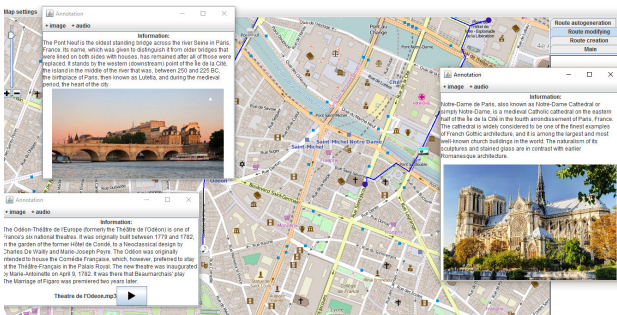 Map settings
Annotation
+ image + audio
Information:
The Pont Neuf is the oldest standing bridge across the river Seine in Paris,
France. Its name, which was given to distinguish it from older bridges that
were lined on both sides with houses, has remained after all of those were
replaced. It stands by the western (downstream) point of the Île de la Cité,
the island in the middle of the river that was, between 250 and 225 BC,
the birthplace of Paris, then known as Lutetia, and during the medieval
period, the heart of the city.
Annotation
+ image + audio
Information:
The Odéon-Théâtre de l'Europe (formerly the Théâtre de l'Odéon) is one of
France's six national theatres. It was originally built between 1779 and 1782,
in the garden of the former Hôtel de Condé, to a Neoclassical design by
Charles De Wailly and Marie-Joseph Peyre. The Odéon was originally
intended to house the Comédie Française, which, however, preferred to stay
at the Théâtre-Français in the Palais Royal. The new theatre was inaugurated
by Marie-Antoinette on April 9, 1782. It was there that Beaumarchais' play
The Marriage of Figaro was premiered two years later.
Theatre de l'Odeon.mp3
Pont au
Change
Saint-Michel
Saint-Michel Notre Dame
Odéon
Boulevard Saint-Germain
Collège
de France
Route autogeneration
Route modifying
Route creation
Main
Annotation
+ image + audio
Information:
Notre-Dame de Paris, also known as Notre-Dame Cathedral or
simply Notre-Dame, is a medieval Catholic cathedral on the eastern
half of the Île de la Cité in the fourth arrondissement of Paris, France.
The cathedral is widely considered to be one of the finest examples
of French Gothic architecture, and it is among the largest and most
well-known church buildings in the world. The naturalism of its
sculptures and stained glass are in contrast with earlier
Romanesque architecture.